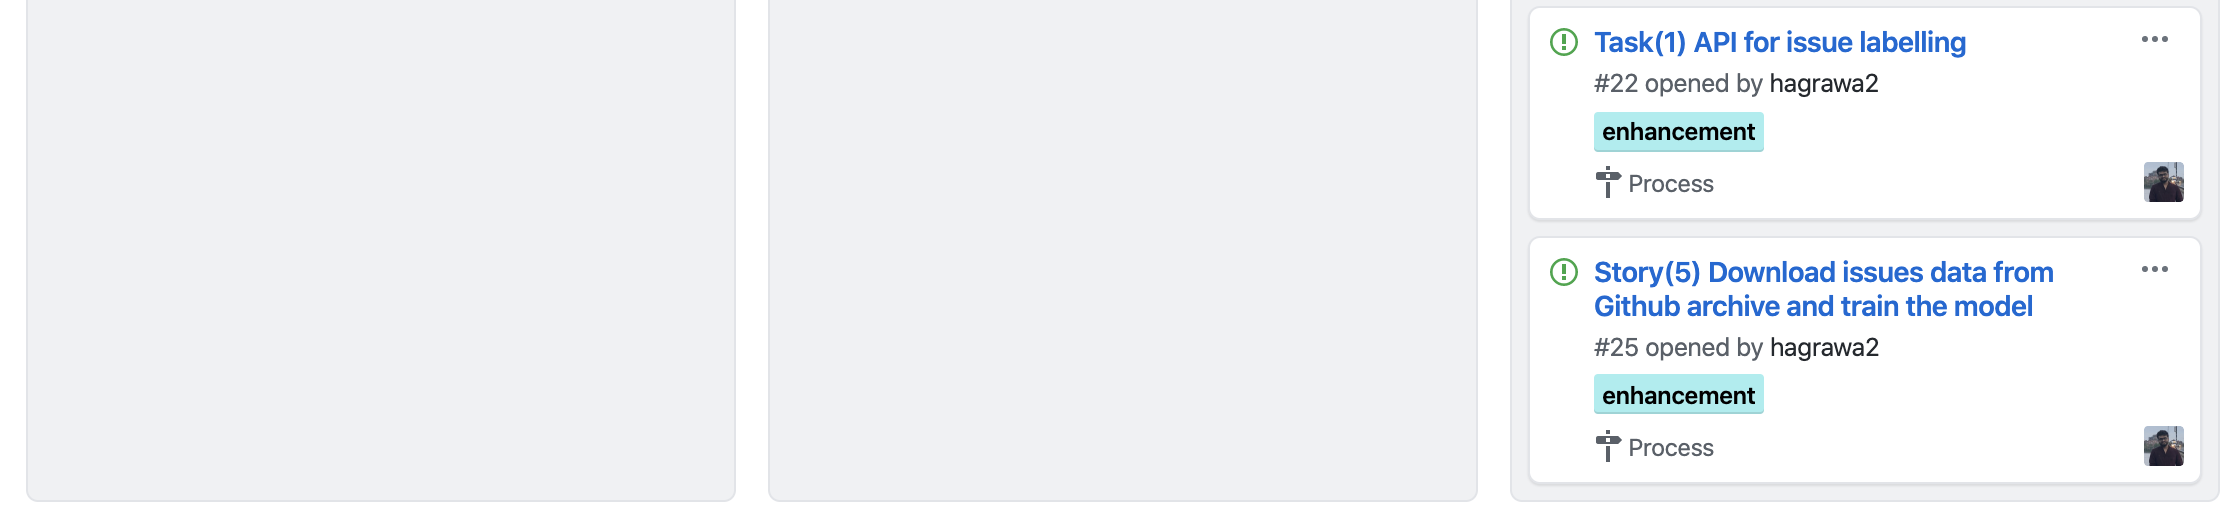 Task(1) API for issue labelling
#22 opened by hagrawa2
enhancement
Process
Story(5) Download issues data from
Github archive and train the model
#25 opened by hagrawa2
enhancement
Process